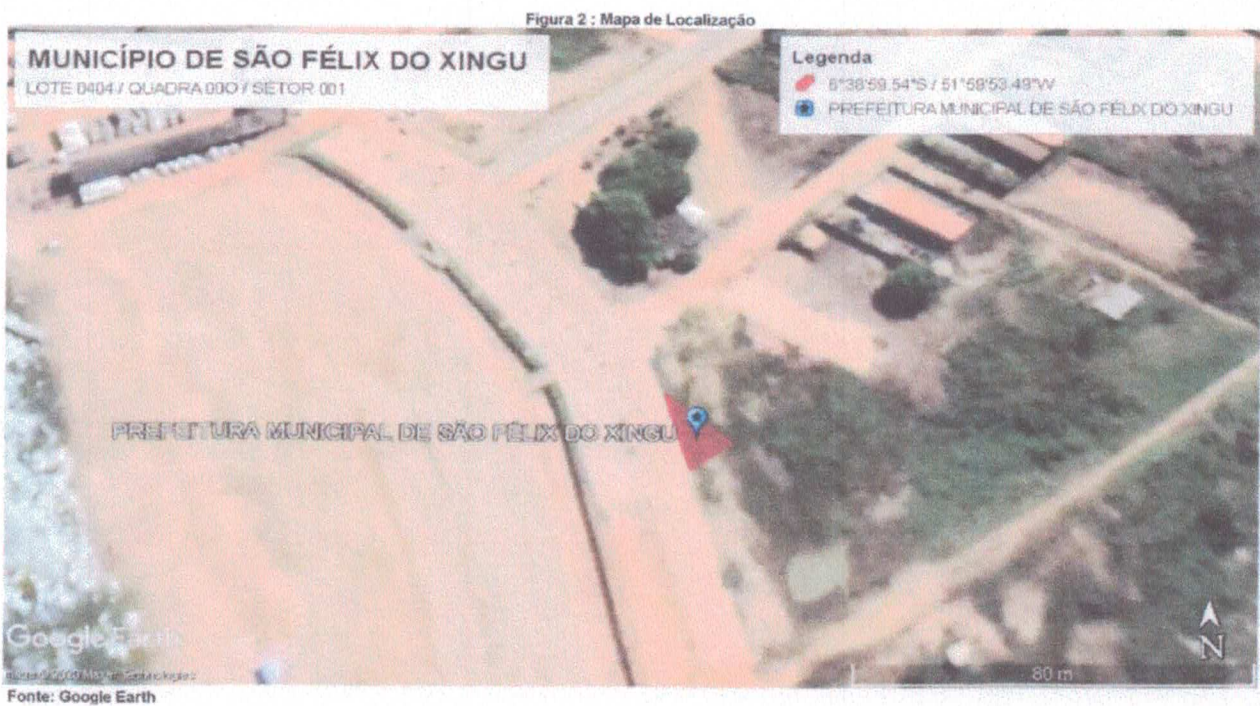 Figura 2 : Mapa de Localização
MUNICÍPIO DE SÃO FÉLIX DO XINGU
LOTE 0404 / QUADRA 00O / SETOR 001
Legenda
6°38'59.54"S / 51°59'53.49"W
PREFEITURA MUNICIPAL DE SÃO FÉLIX DO XINGU
PREFEITURA MUNICIPAL DE SÃO FÉLIX DO XINGU
Google Earth
N
80 m
Fonte: Google Earth